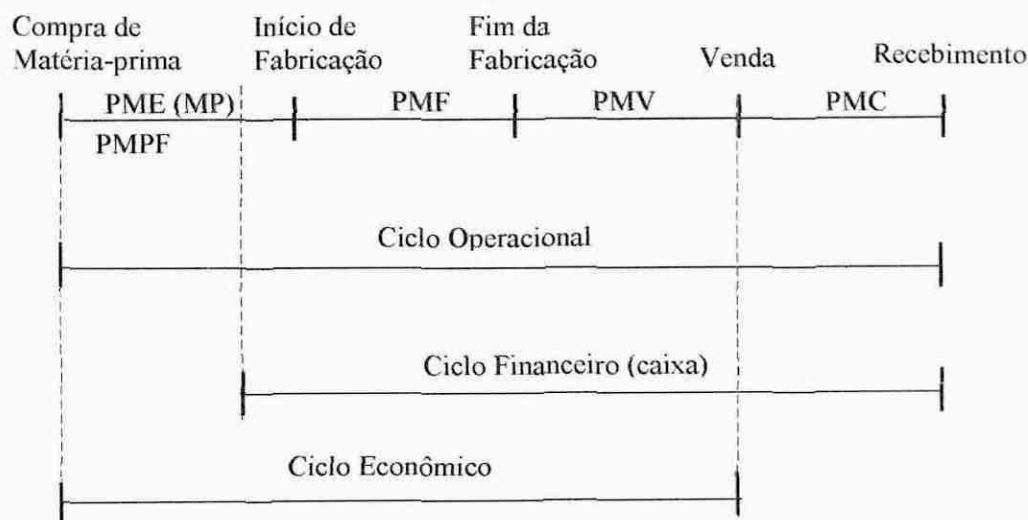 Compra de
Matéria-prima
Início de
Fabricação
Fim da
Fabricação
Venda
Recebimento
PME (MP)
PMF
PMV
PMC
PMPF
Ciclo Operacional
Ciclo Financeiro (caixa)
Ciclo Econômico